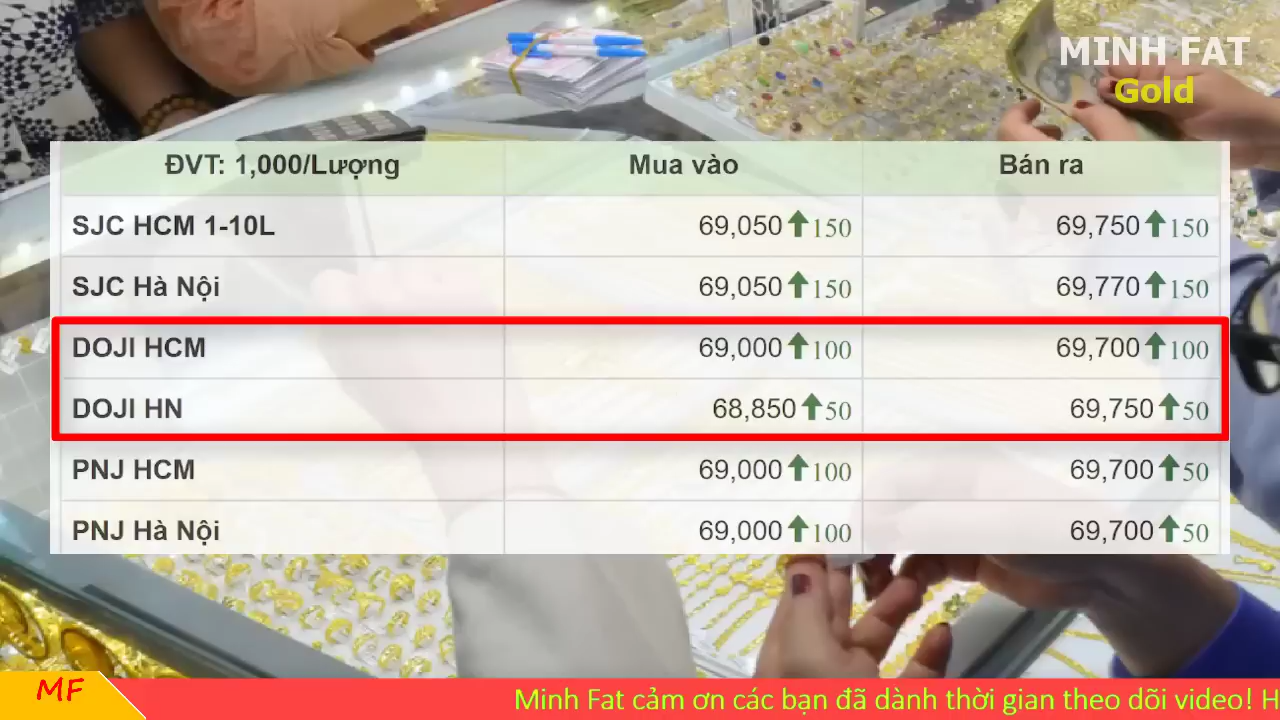 MINH FAT
Gold
ĐVT: 1,000/Lượng Mua vào Bán ra
SJC HCM 1-10L 69,050 150 69,750 150
SJC Hà Nội 69,050 150 69,770 150
DOJI HCM 69,000 100 69,700 100
DOJI HN 68,850 50 69,750 50
PNJ HCM 69,000 100 69,700 50
PNJ Hà Nội 69,000 100 69,700 50
MF Minh Fat cảm ơn các bạn đã dành thời gian theo dõi video! H